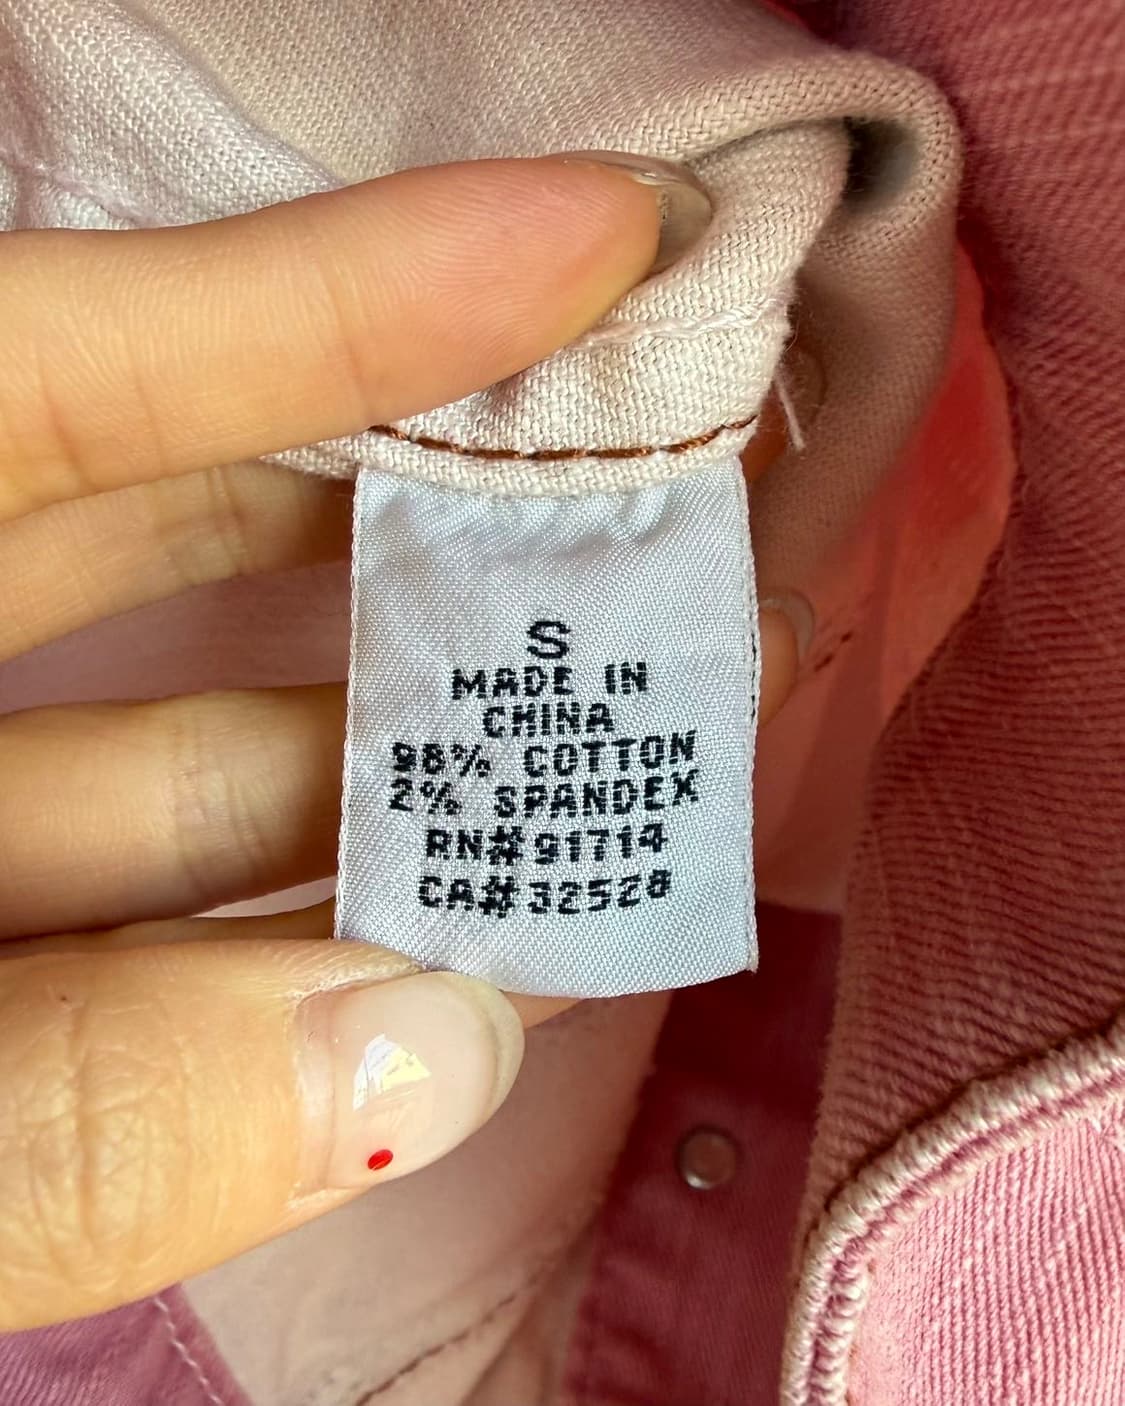 S
MADE IN
CHINA
98% COTTON
2% SPANDEX
RN#91714
CA#32528